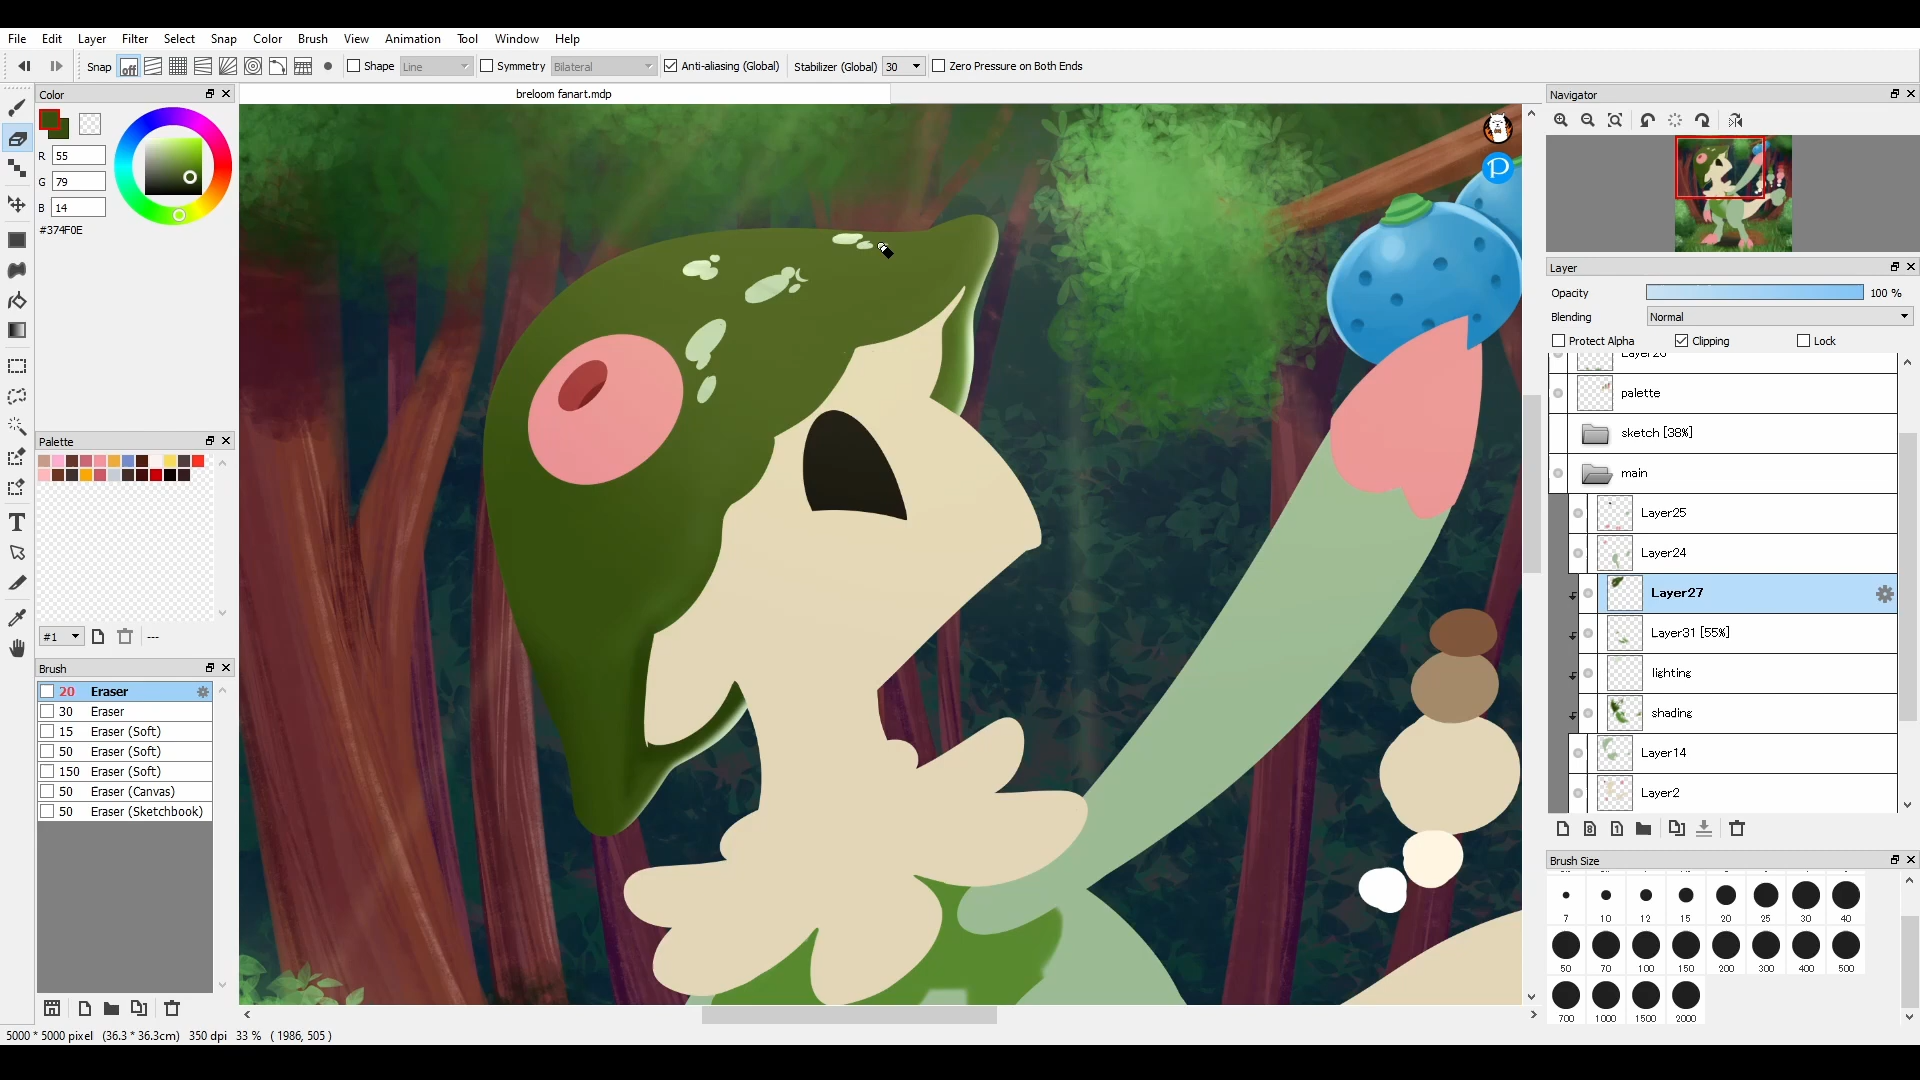 File Edit Layer Filter Select Snap Color Brush View Animation Tool Window Help
Snap off Shape Line Symmetry Bilateral Anti-aliasing (Global) Stabilizer (Global) 30 Zero Pressure on Both Ends
Color
breloom fanart.mdp
R 55
G 79
B 14
#374F0E
Palette
#1 ---
Brush
20 Eraser
30 Eraser
15 Eraser (Soft)
50 Eraser (Soft)
150 Eraser (Soft)
50 Eraser (Canvas)
50 Eraser (Sketchbook)
P
Navigator
Layer
Opacity 100 %
Blending Normal
Protect Alpha Clipping Lock
palette
sketch [38%]
main
Layer25
Layer24
Layer27
Layer31 [55%]
lighting
shading
Layer14
Layer2
Brush Size
7 10 12 15 20 25 30 40
50 70 100 150 200 300 400 500
700 1000 1500 2000
5000 * 5000 pixel (36.3 * 36.3cm) 350 dpi 33 % ( 1986, 505 )